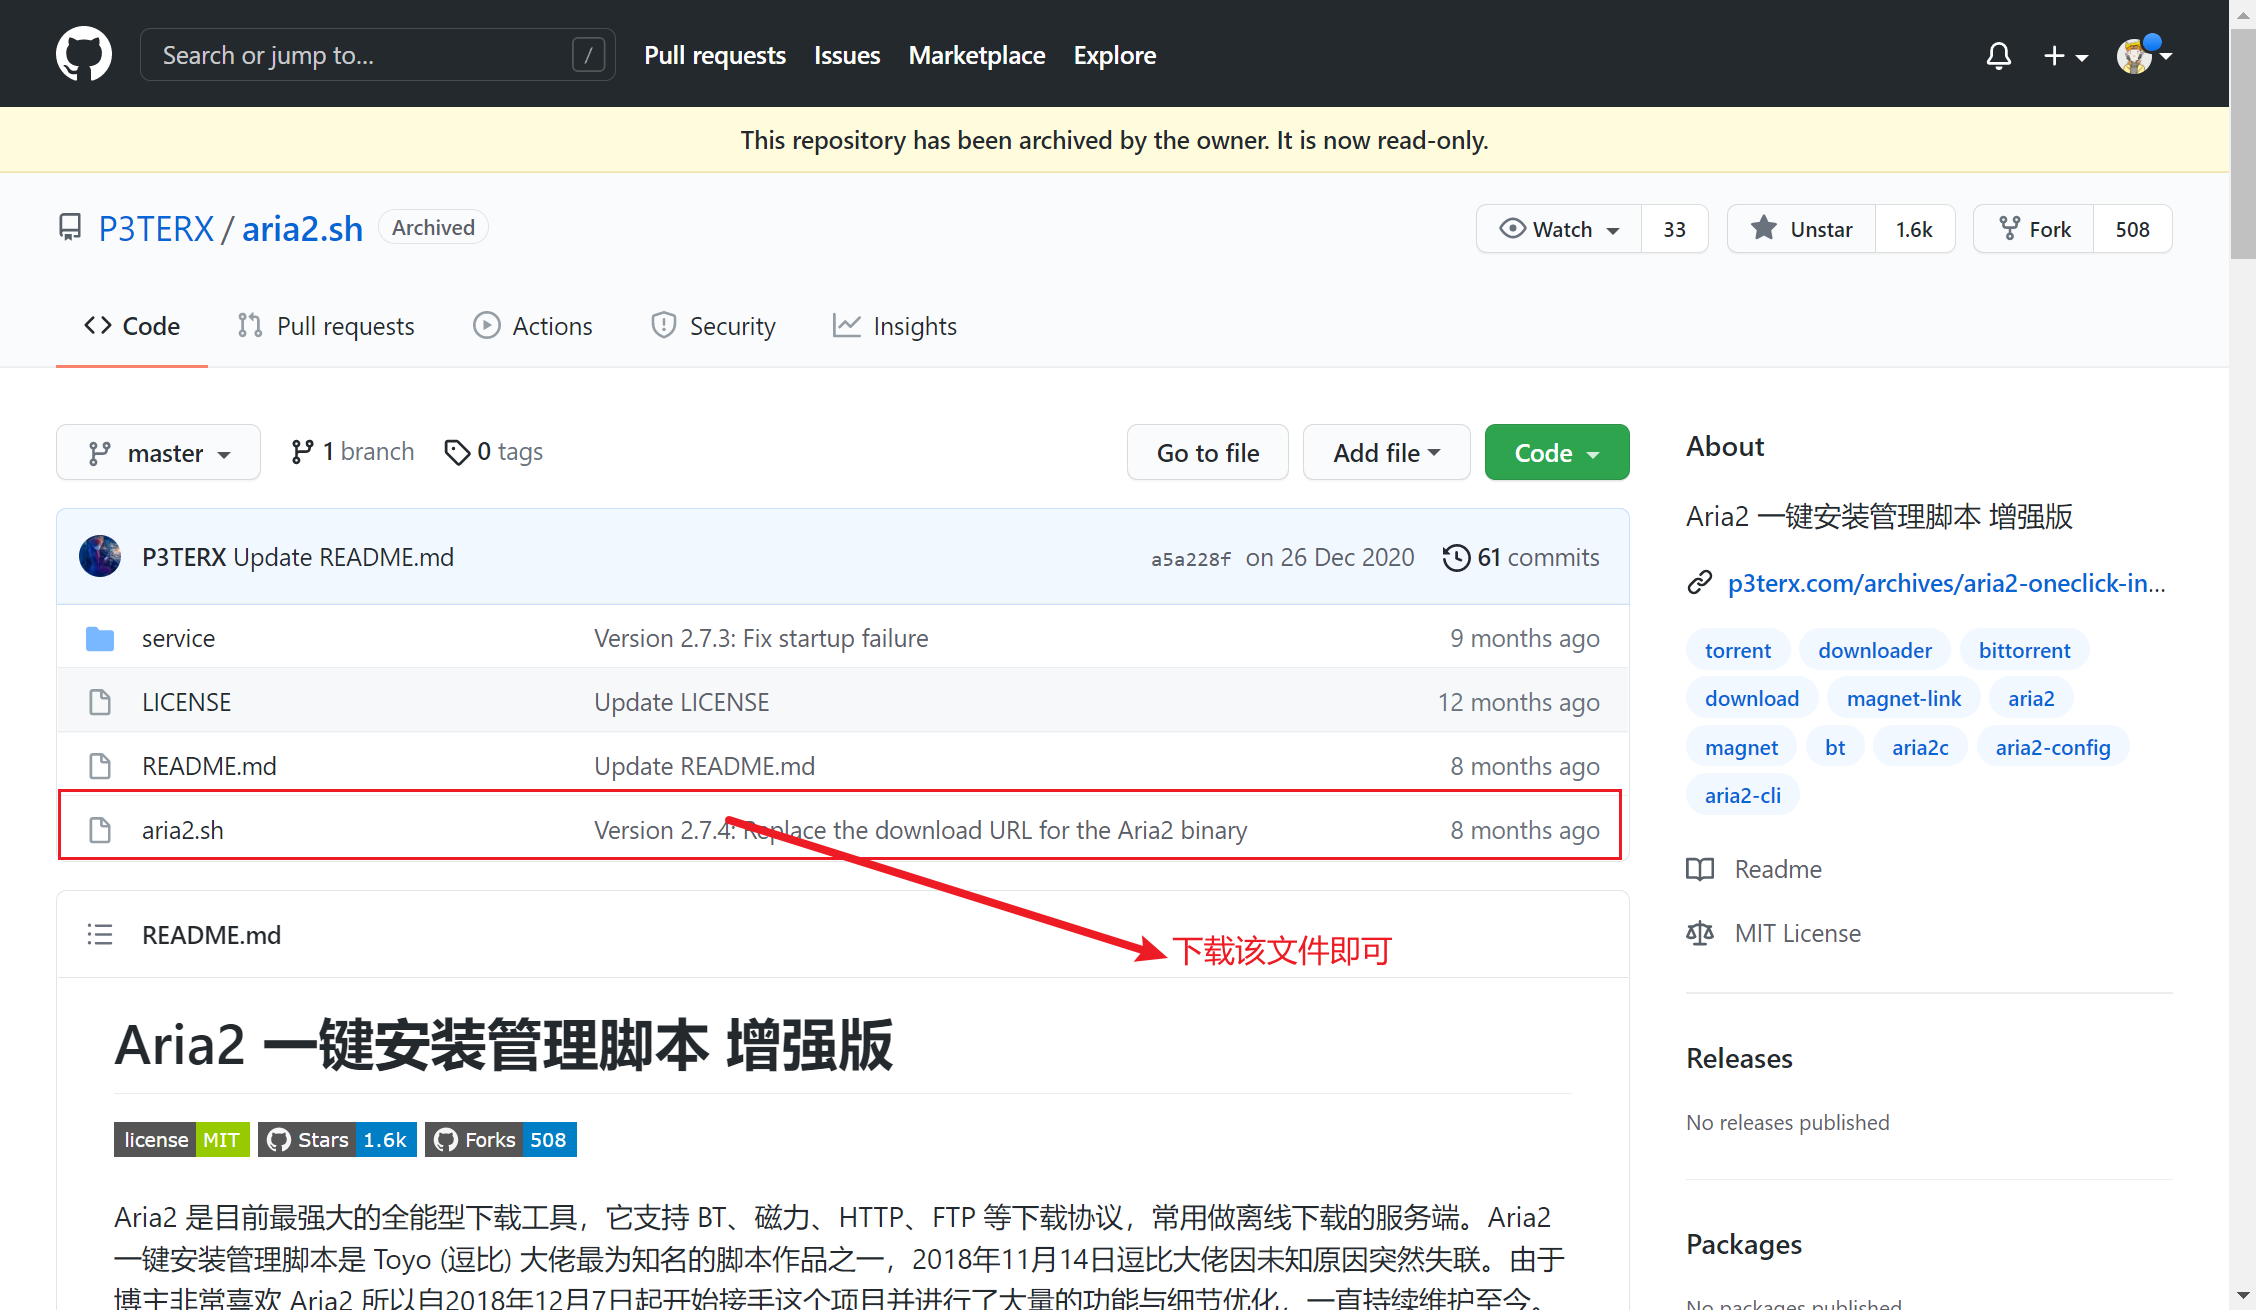 Search or jump to... /
Pull requests Issues Marketplace Explore
This repository has been archived by the owner. It is now read-only.
P3TERX / aria2.sh Archived
Watch 33 Unstar 1.6k Fork 508
Code Pull requests Actions Security Insights
master 1 branch 0 tags Go to file Add file Code
P3TERX Update README.md a5a228f on 26 Dec 2020 61 commits
service Version 2.7.3: Fix startup failure 9 months ago
LICENSE Update LICENSE 12 months ago
README.md Update README.md 8 months ago
aria2.sh Version 2.7.4: Replace the download URL for the Aria2 binary 8 months ago
下载该文件即可
README.md
Aria2 一键安装管理脚本 增强版
license MIT Stars 1.6k Forks 508
Aria2 是目前最强大的全能型下载工具，它支持 BT、磁力、HTTP、FTP 等下载协议，常用做离线下载的服务端。Aria2
一键安装管理脚本是 Toyo (逗比) 大佬最为知名的脚本作品之一，2018年11月14日逗比大佬因未知原因突然失联。由于
博主非常喜欢 Aria2 所以自2018年12月7日起开始接手这个项目并进行了大量的功能与细节优化，一直持续维护至今。
About
Aria2 一键安装管理脚本 增强版
p3terx.com/archives/aria2-oneclick-in...
torrent downloader bittorrent
download magnet-link aria2
magnet bt aria2c aria2-config
aria2-cli
Readme
MIT License
Releases
No releases published
Packages
No packages published